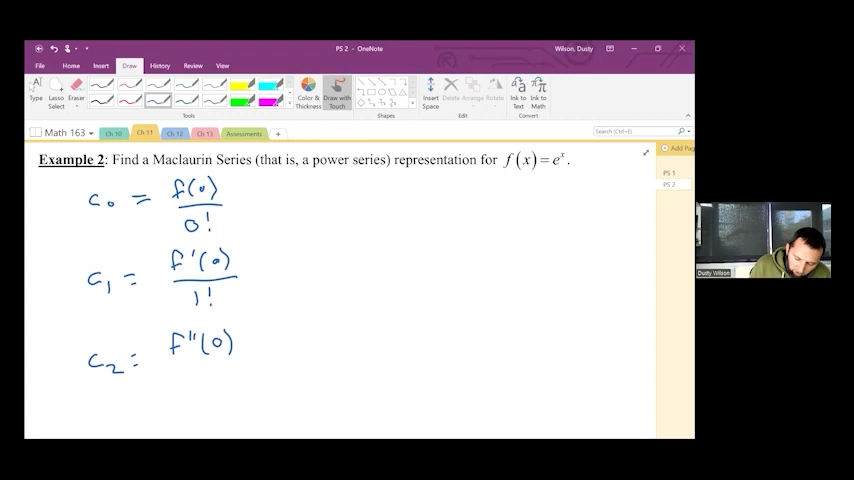 PS 2 - OneNote
Wilson, Dusty
File Home Insert Draw History Review View
Type
Lasso Select
Eraser
Color & Thickness
Draw with Touch
Insert Space
Delete
Arrange
Rotate
Ink to Text
Ink to Math
Tools
Shapes
Edit
Convert
Math 163
Ch 10
Ch 11
Ch 12
Ch 13
Assessments
+
Search (Ctrl+E)
Add Pag
PS 1
PS 2
Example 2: Find a Maclaurin Series (that is, a power series) representation for f(x) = eˣ.
c₀ = f(0)
0!
c₁ = f'(0)
1!
c₂ = f''(0)
Dusty Wilson